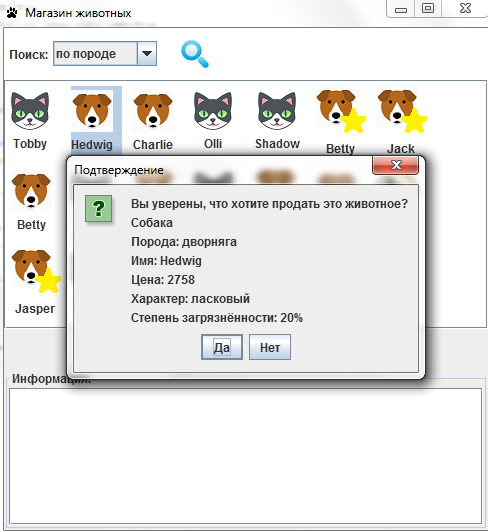 Магазин животных
Поиск: по породе
Tobby Hedwig Charlie Olli Shadow Betty Jack
Подтверждение
Вы уверены, что хотите продать это животное?
Собака
Порода: дворняга
Имя: Hedwig
Цена: 2758
Характер: ласковый
Степень загрязнённости: 20%
Да Нет
Betty
Jasper
Информация: